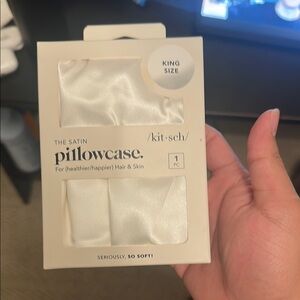 KING
SIZE
/kit·sch/
THE SATIN
pillowcase.
For (healthier/happier) Hair & Skin
1
PC
SERIOUSLY, SO SOFT!